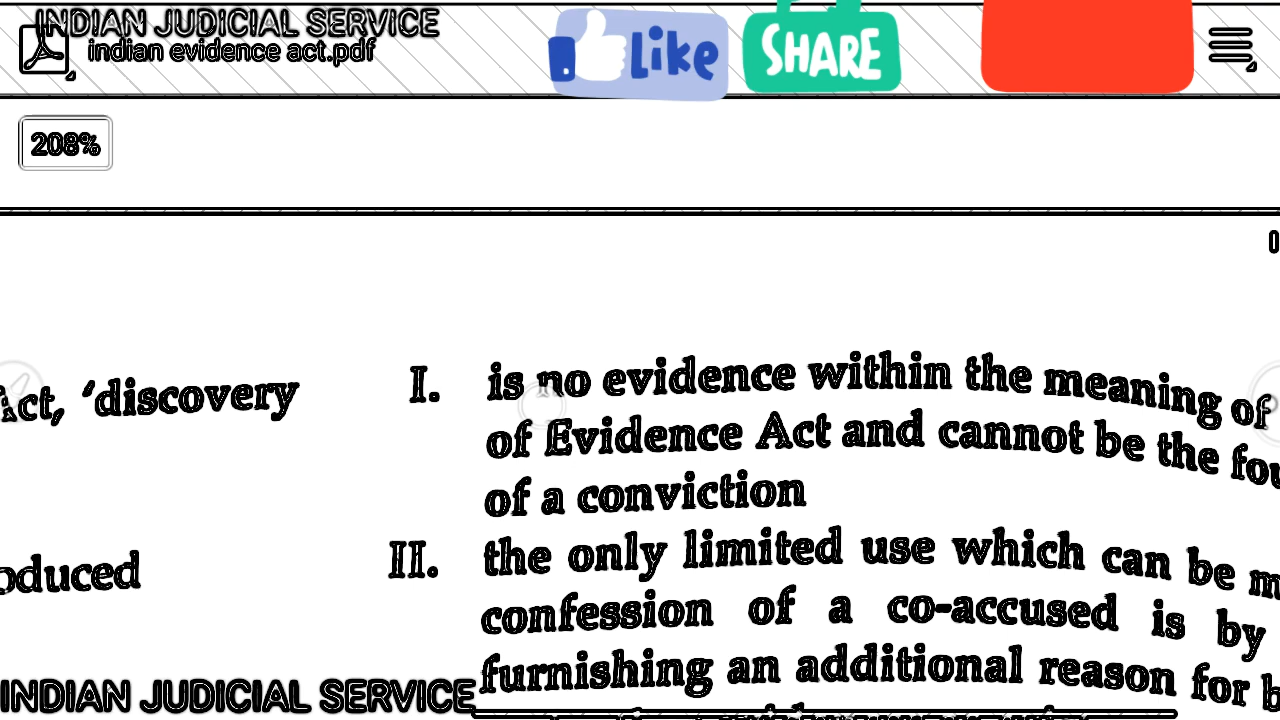 INDIAN JUDICIAL SERVICE
indian evidence act.pdf
Like
SHARE
208%
Act, ‘discovery
oduced
I. is no evidence within the meaning of
of Evidence Act and cannot be the fou
of a conviction
II. the only limited use which can be m
confession of a co-accused is by
furnishing an additional reason for b
INDIAN JUDICIAL SERVICE